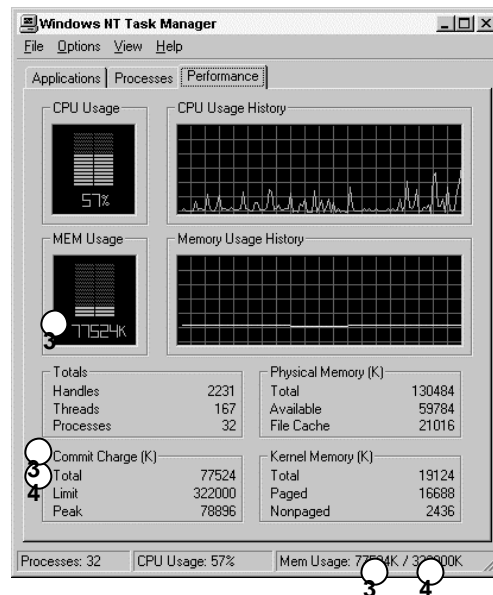 Windows NT Task Manager
File Options View Help
Applications Processes Performance
CPU Usage CPU Usage History
57%
MEM Usage Memory Usage History
77524K
3
Totals Physical Memory (K)
Handles 2231 Total 130484
Threads 167 Available 59784
Processes 32 File Cache 21016
3 Commit Charge (K) Kernel Memory (K)
4 Total 77524 Total 19124
Limit 322000 Paged 16688
Peak 78896 Nonpaged 2436
Processes: 32 CPU Usage: 57% Mem Usage: 77524K / 322000K
3 4